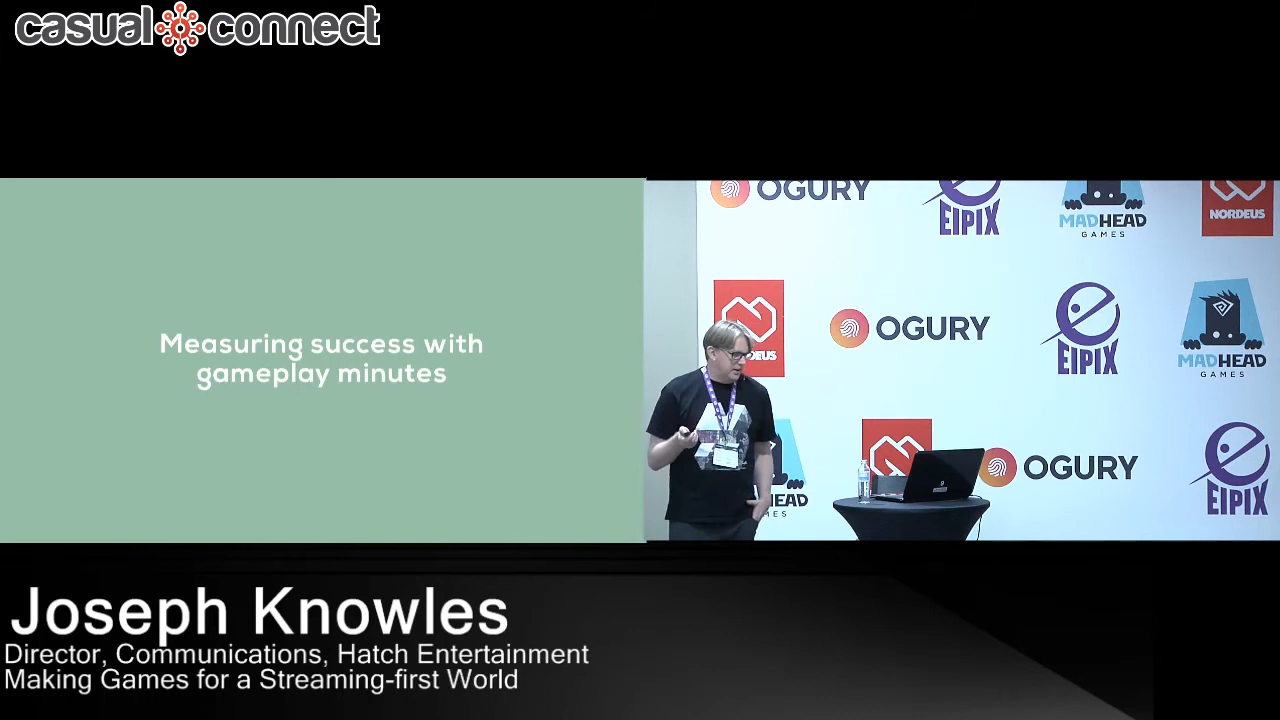 casual connect
OGURY
EIPIX
MADHEAD
GAMES
NORDEUS
Measuring success with
gameplay minutes
OGURY
EIPIX
MADHEAD
GAMES
OGURY
EIPIX
Joseph Knowles
Director, Communications, Hatch Entertainment
Making Games for a Streaming-first World